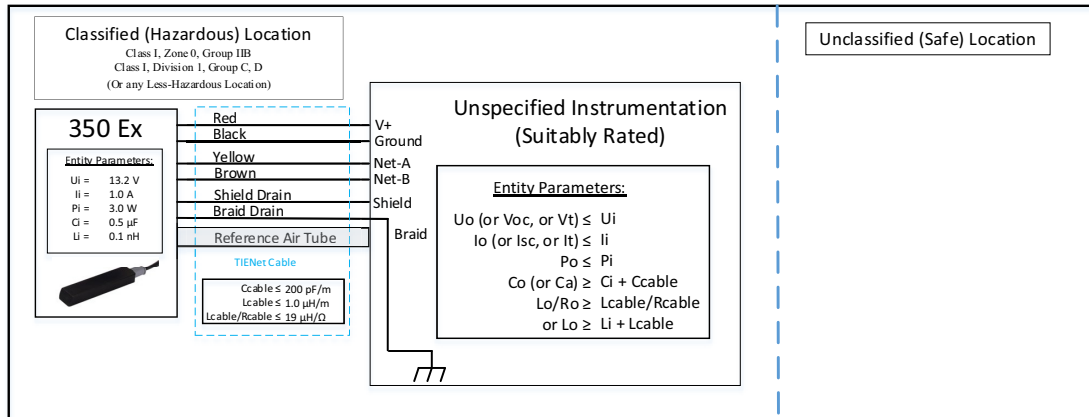 Classified (Hazardous) Location
Class I, Zone 0, Group IIB
Class I, Division 1, Group C, D
(Or any Less-Hazardous Location)
Unclassified (Safe) Location
350 Ex
Entity Parameters:
Ui = 13.2 V
Ii = 1.0 A
Pi = 3.0 W
Ci = 0.5 µF
Li = 0.1 nH
Red
Black
Yellow
Brown
Shield Drain
Braid Drain
Reference Air Tube
TIENet Cable
Ccable ≤ 200 pF/m
Lcable ≤ 1.0 µH/m
Lcable/Rcable ≤ 19 µH/Ω
V+
Ground
Net-A
Net-B
Shield
Braid
Unspecified Instrumentation
(Suitably Rated)
Entity Parameters:
Uo (or Voc, or Vt) ≤ Ui
Io (or Isc, or It) ≤ Ii
Po ≤ Pi
Co (or Ca) ≥ Ci + Ccable
Lo/Ro ≥ Lcable/Rcable
or Lo ≥ Li + Lcable